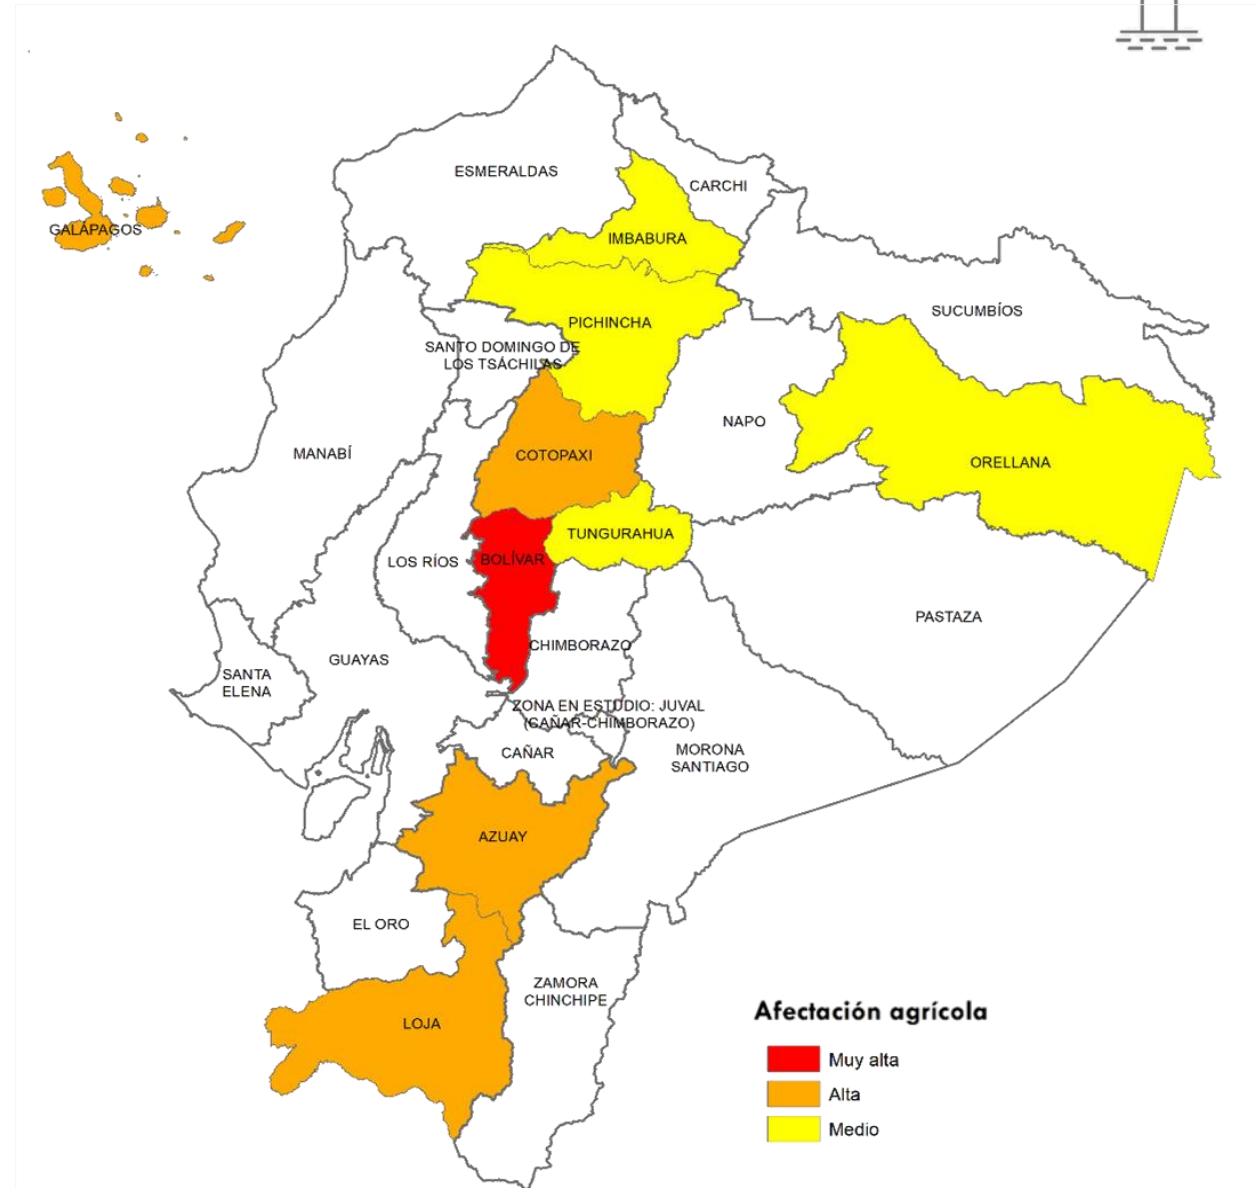 ESMERALDAS
CARCHI
GALÁPAGOS
IMBABURA
SUCUMBÍOS
PICHINCHA
SANTO DOMINGO DE
LOS TSÁCHILAS
NAPO
MANABÍ
COTOPAXI
ORELLANA
TUNGURAHUA
LOS RÍOS
BOLÍVAR
PASTAZA
CHIMBORAZO
GUAYAS
SANTA
ELENA
ZONA EN ESTUDIO: JUVAL
(CAÑAR-CHIMBORAZO)
CAÑAR
MORONA
SANTIAGO
AZUAY
EL ORO
ZAMORA
CHINCHIPE
LOJA
Afectación agrícola
Muy alta
Alta
Medio